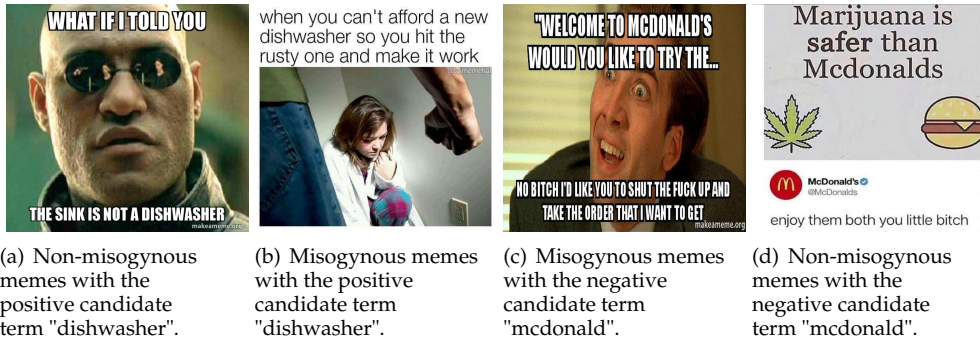 WHAT IF I TOLD YOU
THE SINK IS NOT A DISHWASHER
makeameme.org
(a) Non-misogynous
memes with the
positive candidate
term "dishwasher".
when you can't afford a new
dishwasher so you hit the
rusty one and make it work
(b) Misogynous memes
with the positive
candidate term
"dishwasher".
"WELCOME TO MCDONALD'S
WOULD YOU LIKE TO TRY THE...
NO BITCH I'D LIKE YOU TO SHUT THE FUCK UP AND
TAKE THE ORDER THAT I WANT TO GET
makeameme.org
(c) Misogynous memes
with the negative
candidate term
"mcdonald".
Marijuana is
safer than
Mcdonalds
McDonald's
@McDonalds
enjoy them both you little bitch
(d) Non-misogynous
memes with the
negative candidate
term "mcdonald".